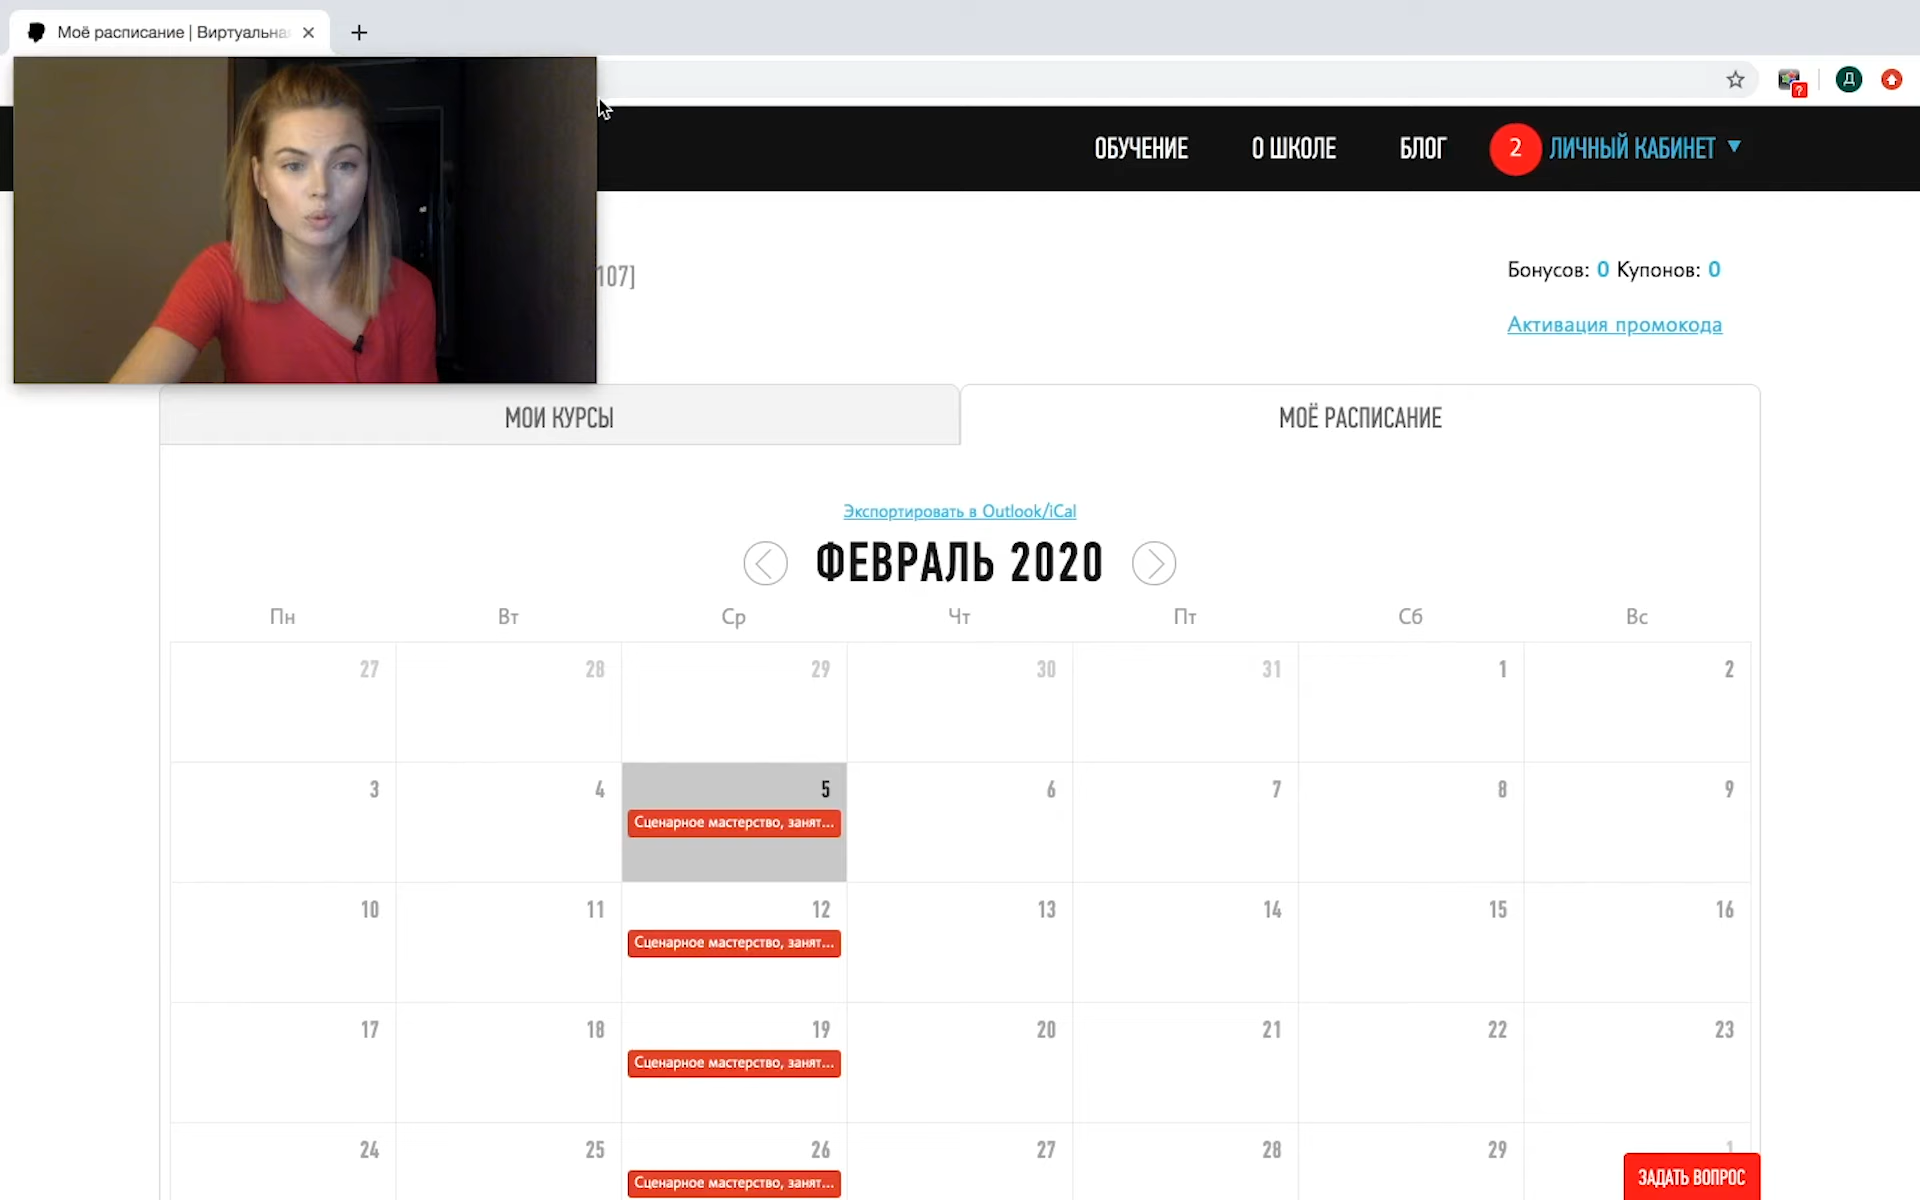 Моё расписание | Виртуальна
?
Д
ОБУЧЕНИЕ
О ШКОЛЕ
БЛОГ
2
ЛИЧНЫЙ КАБИНЕТ
107]
Бонусов: 0 Купонов: 0
Активация промокода
МОИ КУРСЫ
МОЁ РАСПИСАНИЕ
Экспортировать в Outlook/iCal
ФЕВРАЛЬ 2020
Пн Вт Ср Чт Пт Сб Вс
27 28 29 30 31 1 2
3 4 5 6 7 8 9
Сценарное мастерство, занят...
10 11 12 13 14 15 16
Сценарное мастерство, занят...
17 18 19 20 21 22 23
Сценарное мастерство, занят...
24 25 26 27 28 29 1
Сценарное мастерство, занят...
ЗАДАТЬ ВОПРОС